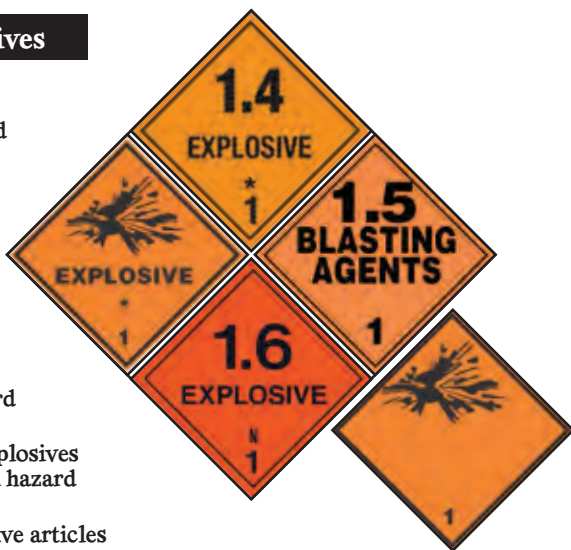 ives
d
1.4
EXPLOSIVE
*
1
EXPLOSIVE
*
1
1.5
BLASTING
AGENTS
1
1.6
EXPLOSIVE
N
1
1
rd
plosives
hazard
ve articles